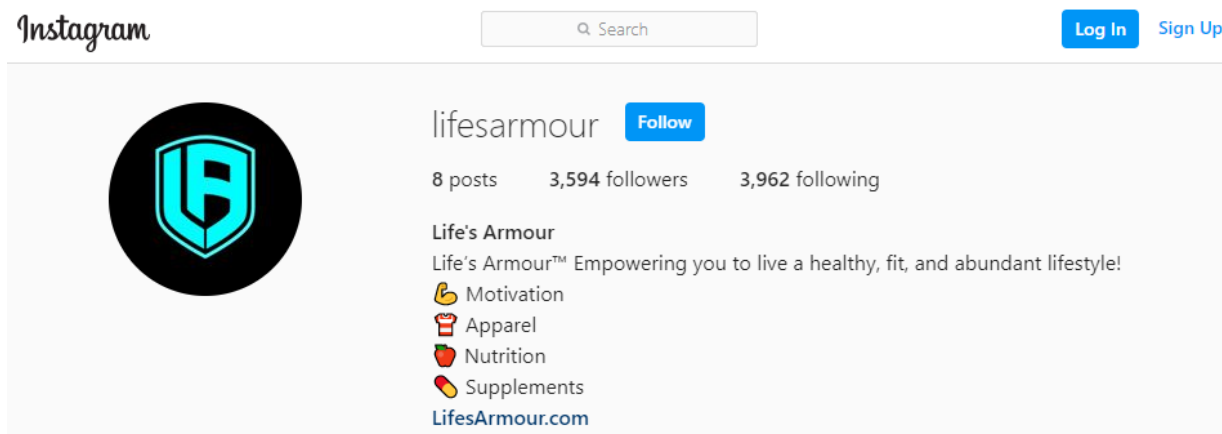 Instagram
Search
Log In
Sign Up
LA
lifesarmour
Follow
8 posts 3,594 followers 3,962 following
Life's Armour
Life’s Armour™ Empowering you to live a healthy, fit, and abundant lifestyle!
💪 Motivation
👕 Apparel
🍎 Nutrition
💊 Supplements
LifesArmour.com